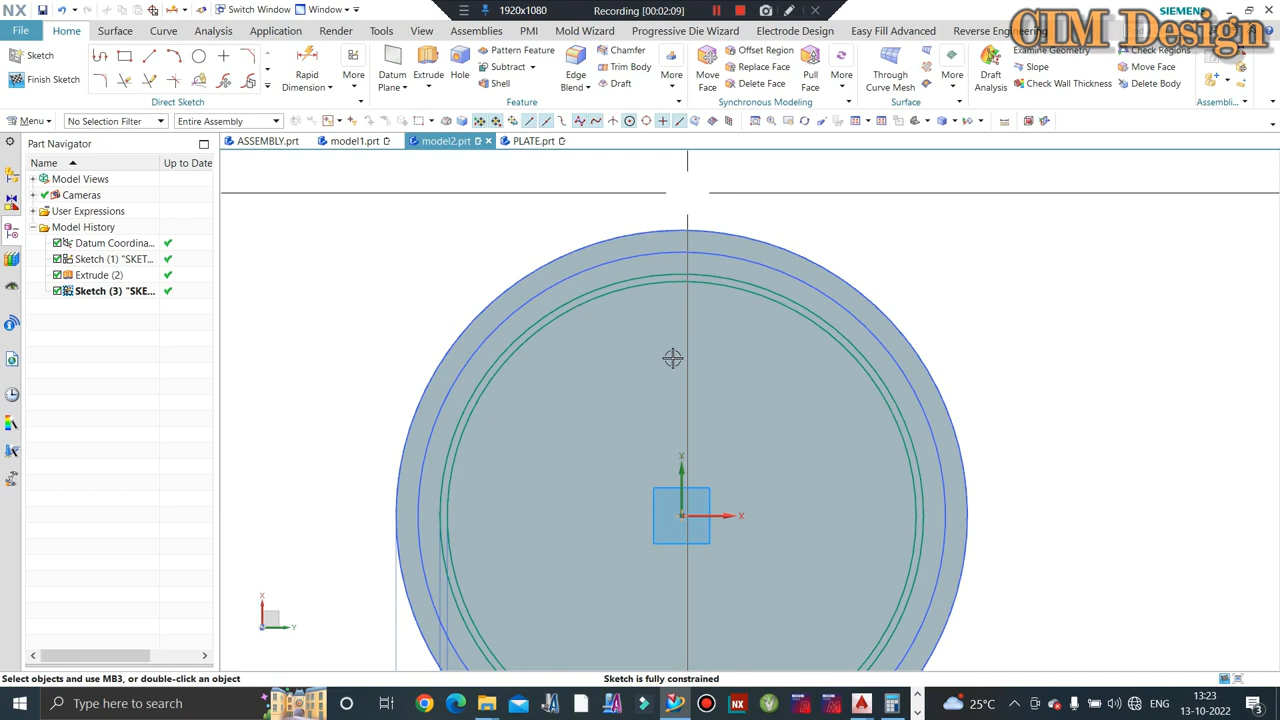 NX
Switch Window
Window
1920x1080
Recording [00:02:09]
SIEMENS
CIM Design
File
Home
Surface
Curve
Analysis
Application
Render
Tools
View
Assemblies
PMI
Mold Wizard
Progressive Die Wizard
Electrode Design
Easy Fill Advanced
Reverse Engineering
Sketch
Finish Sketch
Rapid Dimension
More
Datum Plane
Extrude
Hole
Pattern Feature
Subtract
Shell
Edge Blend
Chamfer
Trim Body
Draft
More
Move Face
Offset Region
Replace Face
Delete Face
Pull Face
More
Through Curve Mesh
More
Draft Analysis
Examine Geometry
Slope
Check Wall Thickness
Check Regions
Move Face
Delete Body
Direct Sketch
Feature
Synchronous Modeling
Surface
Assembli...
Menu
No Selection Filter
Entire Assembly
Part Navigator
ASSEMBLY.prt
model1.prt
model2.prt
PLATE.prt
Name
Up to Date
Model Views
Cameras
User Expressions
Model History
Datum Coordina...
Sketch (1) "SKET...
Extrude (2)
Sketch (3) "SKE...
X
X
X
Y
Select objects and use MB3, or double-click an object
Sketch is fully constrained
Type here to search
25°C
ENG
13:23
13-10-2022